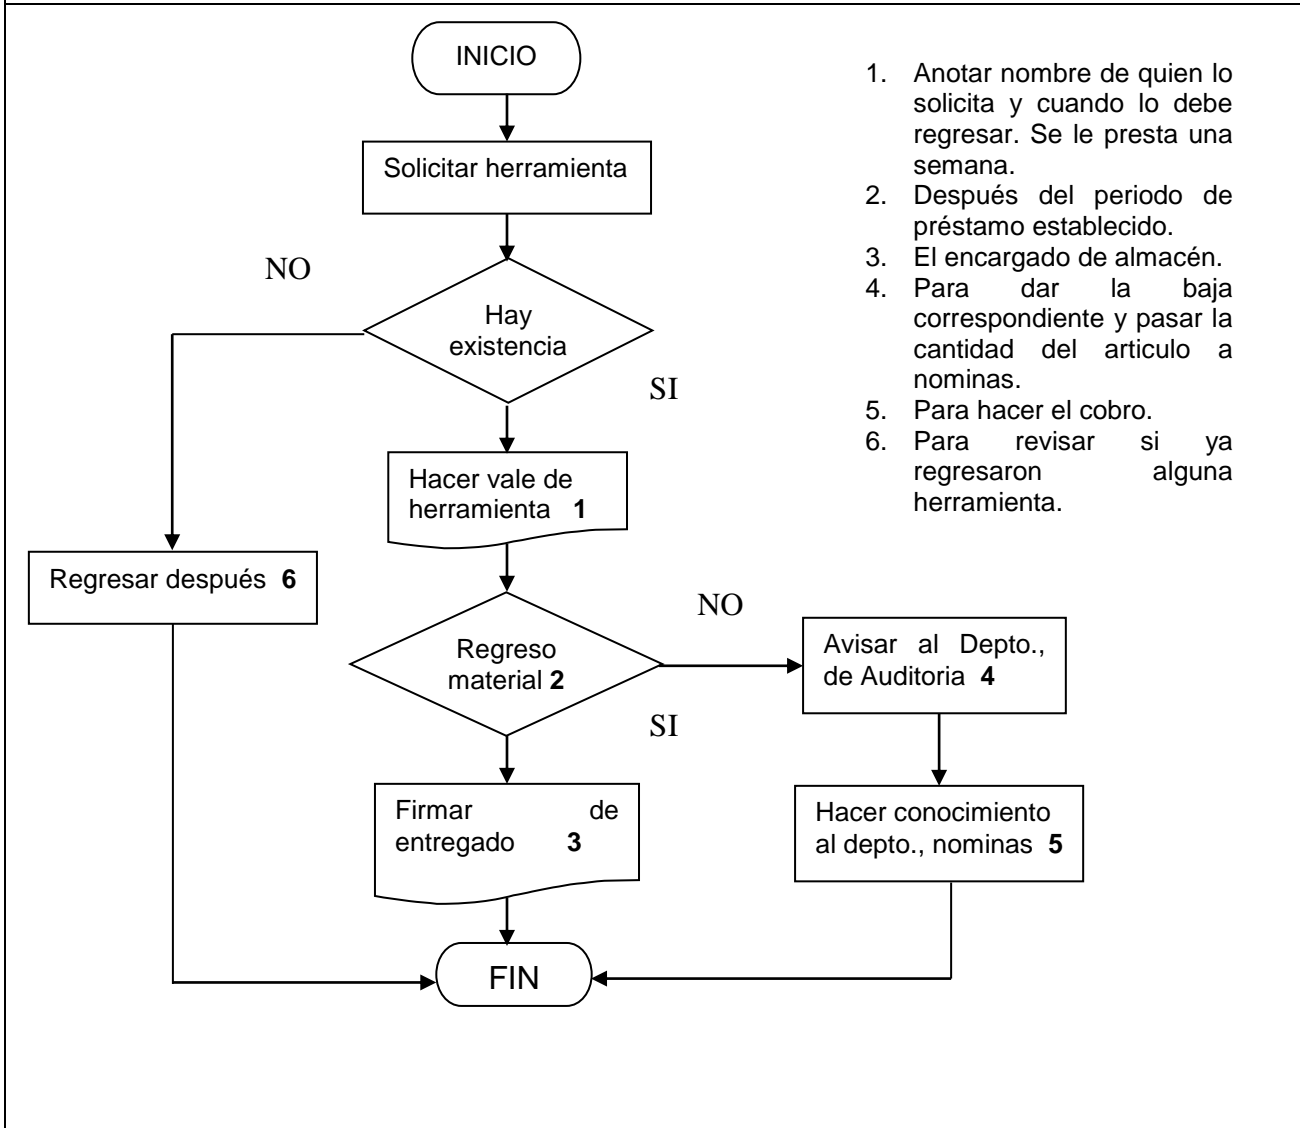 INICIO
Solicitar herramienta
NO
Hay
existencia
SI
Hacer vale de
herramienta 1
Regresar después 6
Regreso
material 2
NO
SI
Avisar al Depto.,
de Auditoria 4
Firmar de
entregado 3
Hacer conocimiento
al depto., nominas 5
FIN
1. Anotar nombre de quien lo
solicita y cuando lo debe
regresar. Se le presta una
semana.
2. Después del periodo de
préstamo establecido.
3. El encargado de almacén.
4. Para dar la baja
correspondiente y pasar la
cantidad del articulo a
nominas.
5. Para hacer el cobro.
6. Para revisar si ya
regresaron alguna
herramienta.